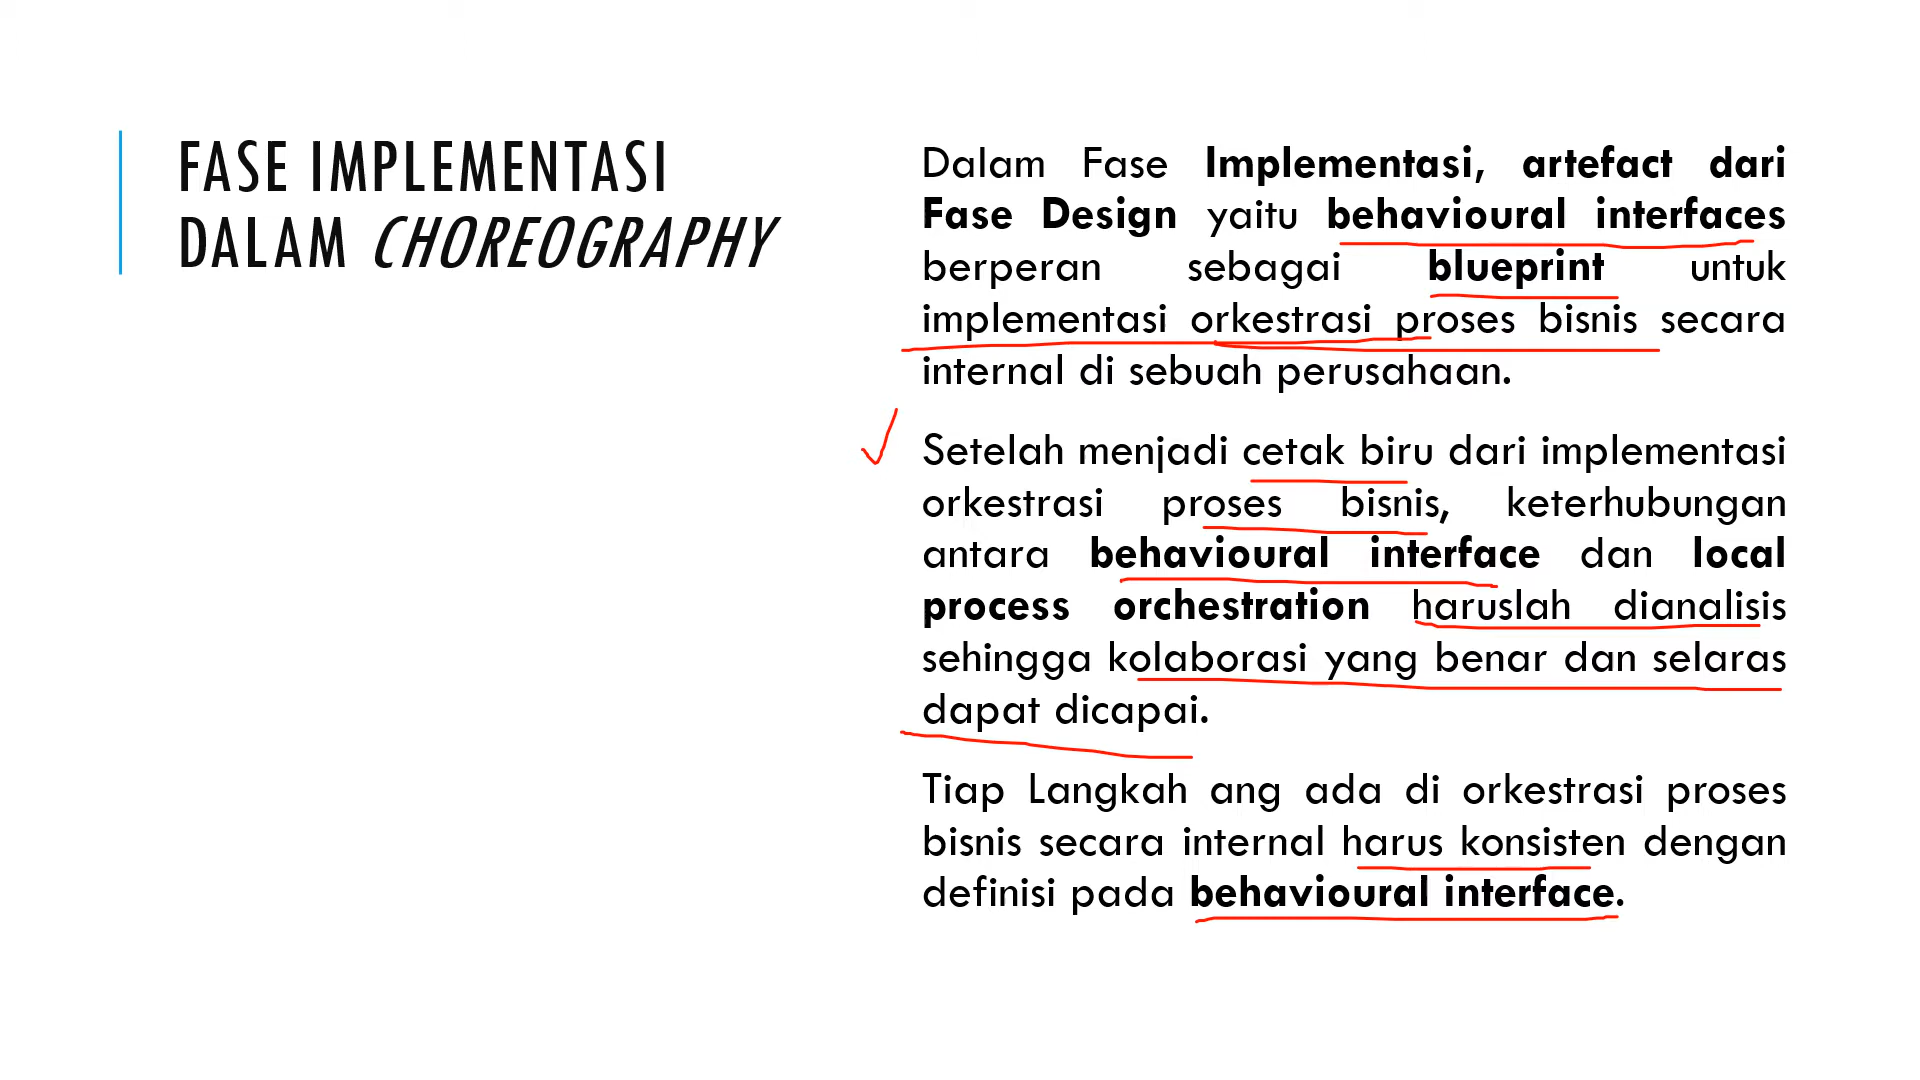 FASE IMPLEMENTASI
DALAM CHOREOGRAPHY
Dalam Fase Implementasi, artefact dari
Fase Design yaitu behavioural interfaces
berperan sebagai blueprint untuk
implementasi orkestrasi proses bisnis secara
internal di sebuah perusahaan.
Setelah menjadi cetak biru dari implementasi
orkestrasi proses bisnis, keterhubungan
antara behavioural interface dan local
process orchestration haruslah dianalisis
sehingga kolaborasi yang benar dan selaras
dapat dicapai.
Tiap Langkah ang ada di orkestrasi proses
bisnis secara internal harus konsisten dengan
definisi pada behavioural interface.